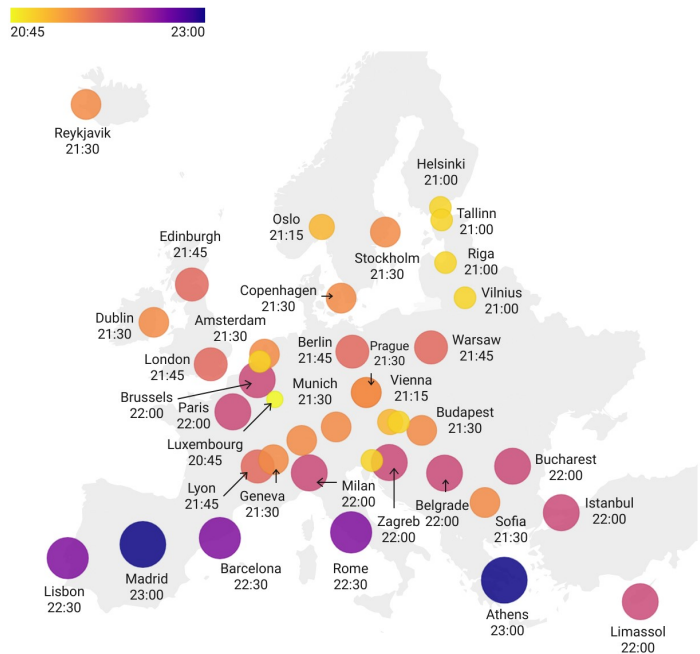 20:45
23:00
Reykjavik
21:30
Helsinki
21:00
Tallinn
21:00
Oslo
21:15
Stockholm
21:30
Edinburgh
21:45
Riga
21:00
Copenhagen
21:30
Vilnius
21:00
Dublin
21:30
Amsterdam
21:30
Berlin
21:45
Prague
21:30
Warsaw
21:45
London
21:45
Brussels
22:00
Paris
22:00
Munich
21:30
Vienna
21:15
Budapest
21:30
Luxembourg
20:45
Lyon
21:45
Geneva
21:30
Milan
22:00
Zagreb
22:00
Belgrade
22:00
Bucharest
22:00
Sofia
21:30
Istanbul
22:00
Lisbon
22:30
Madrid
23:00
Barcelona
22:30
Rome
22:30
Athens
23:00
Limassol
22:00